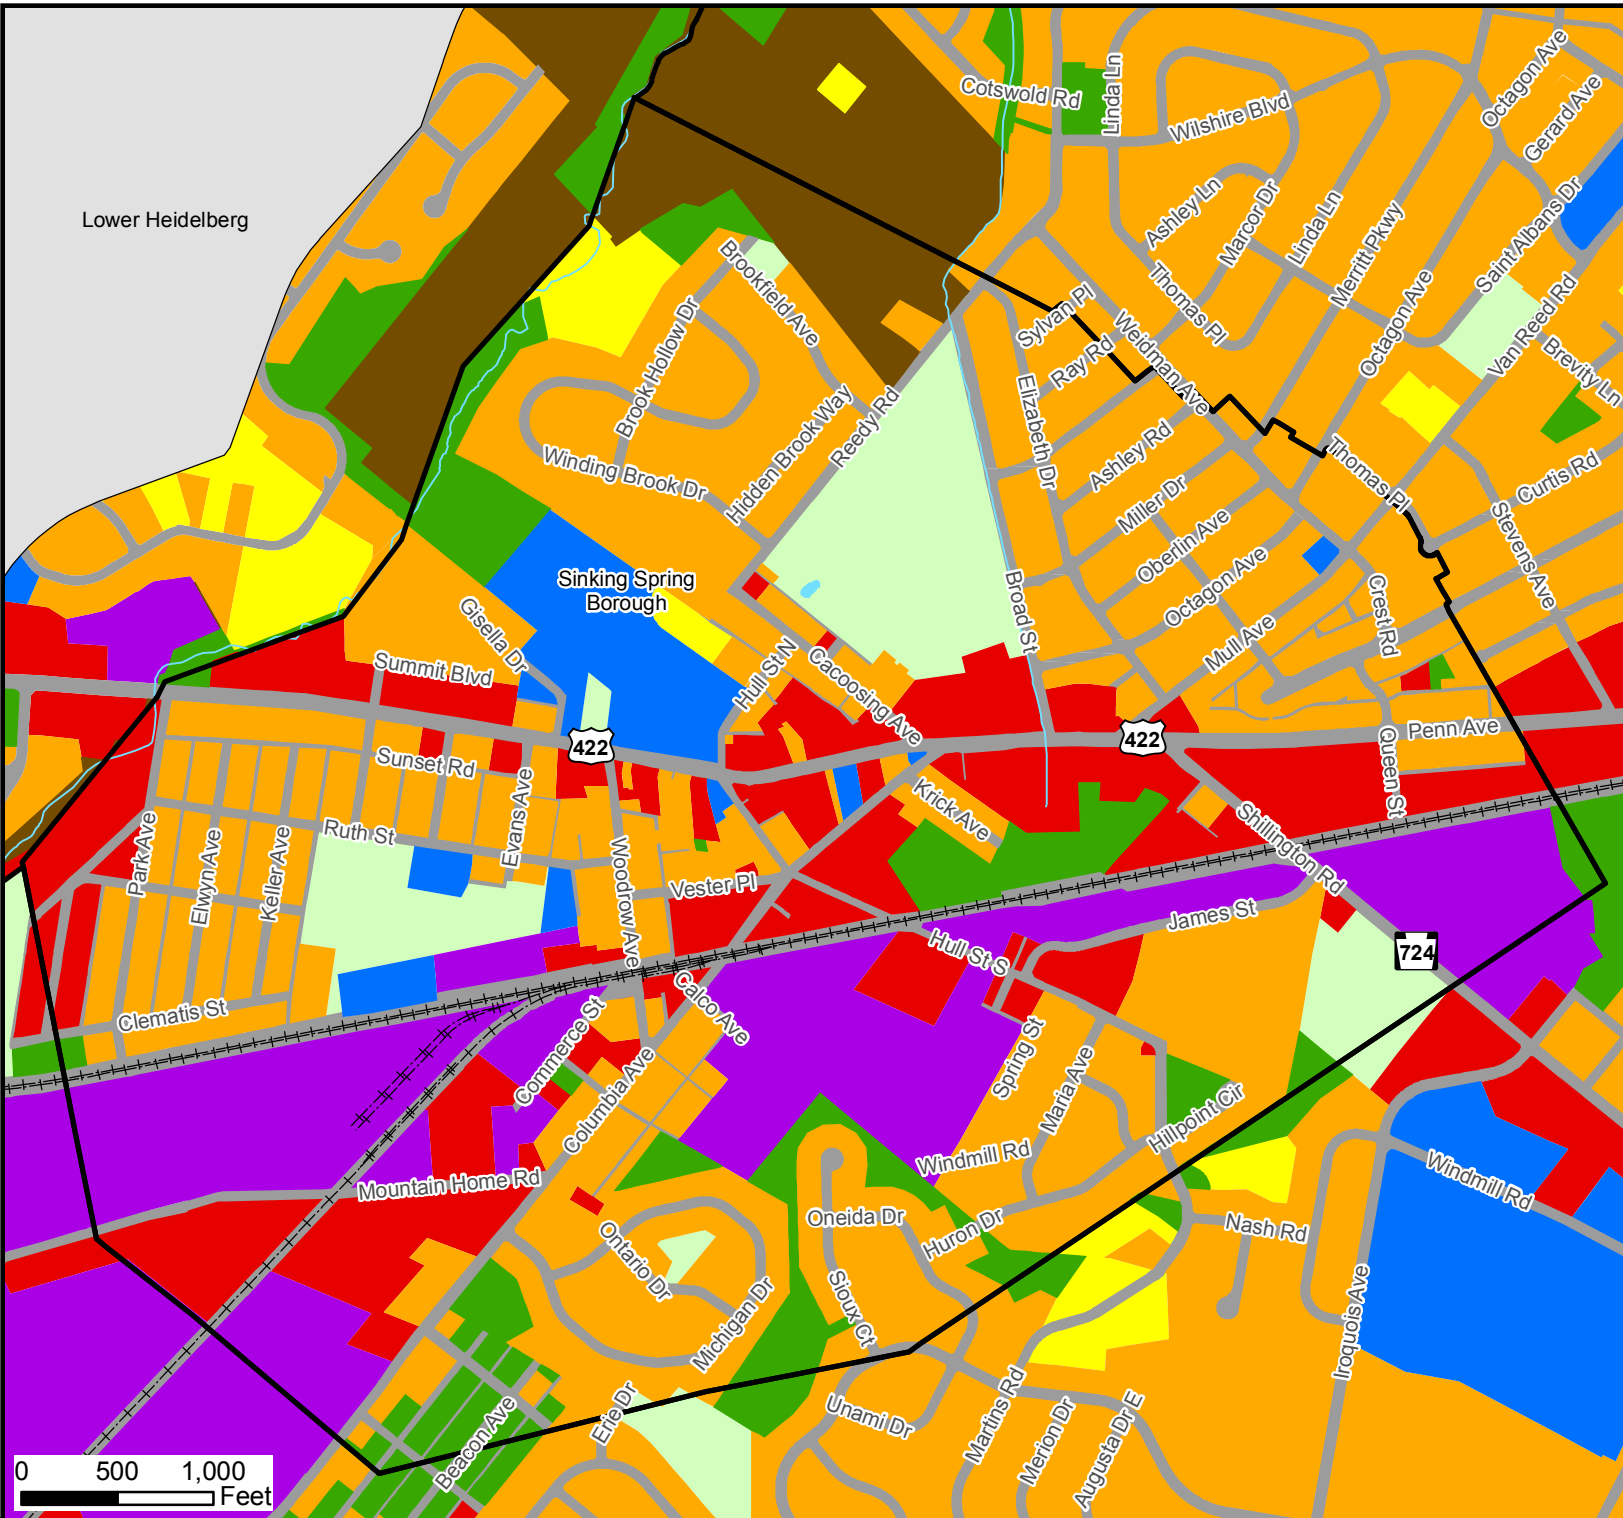 Octagon Ave
Gerard Ave
Cotswold Rd
Linda Ln
Wilshire Blvd
Lower Heidelberg
Ashley Ln
Marcor Dr
Linda Ln
Merritt Pkwy
Saint Albans Dr
Brookfield Ave
Thomas Pl
Octagon Ave
Van Reed Rd
Sylvan Pl
Weidman Ave
Brook Hollow Dr
Ray Rd
Brevity Ln
Elizabeth Dr
Hidden Brook Way
Reedy Rd
Winding Brook Dr
Ashley Rd
Thomas Pl
Curtis Rd
Miller Dr
Oberlin Ave
Stevens Ave
Sinking Spring
Borough
Octagon Ave
Broad St
Crest Rd
Gisella Dr
Mull Ave
Summit Blvd
Hull St N
Cacoosing Ave
422
422
Penn Ave
Sunset Rd
Queen St
Evans Ave
Krick Ave
Ruth St
Shillington Rd
Park Ave
Elwyn Ave
Keller Ave
Woodrow Ave
Vester Pl
James St
Hull St S
724
Clematis St
Calco Ave
Commerce St
Columbia Ave
Spring St
Maria Ave
Hillpoint Cir
Windmill Rd
Windmill Rd
Mountain Home Rd
Oneida Dr
Huron Dr
Nash Rd
Ontario Dr
Sioux Ct
Michigan Dr
Iroquois Ave
Erie Dr
Beacon Ave
Unami Dr
Martins Rd
Merion Dr
Augusta Dr E
0 500 1,000
Feet